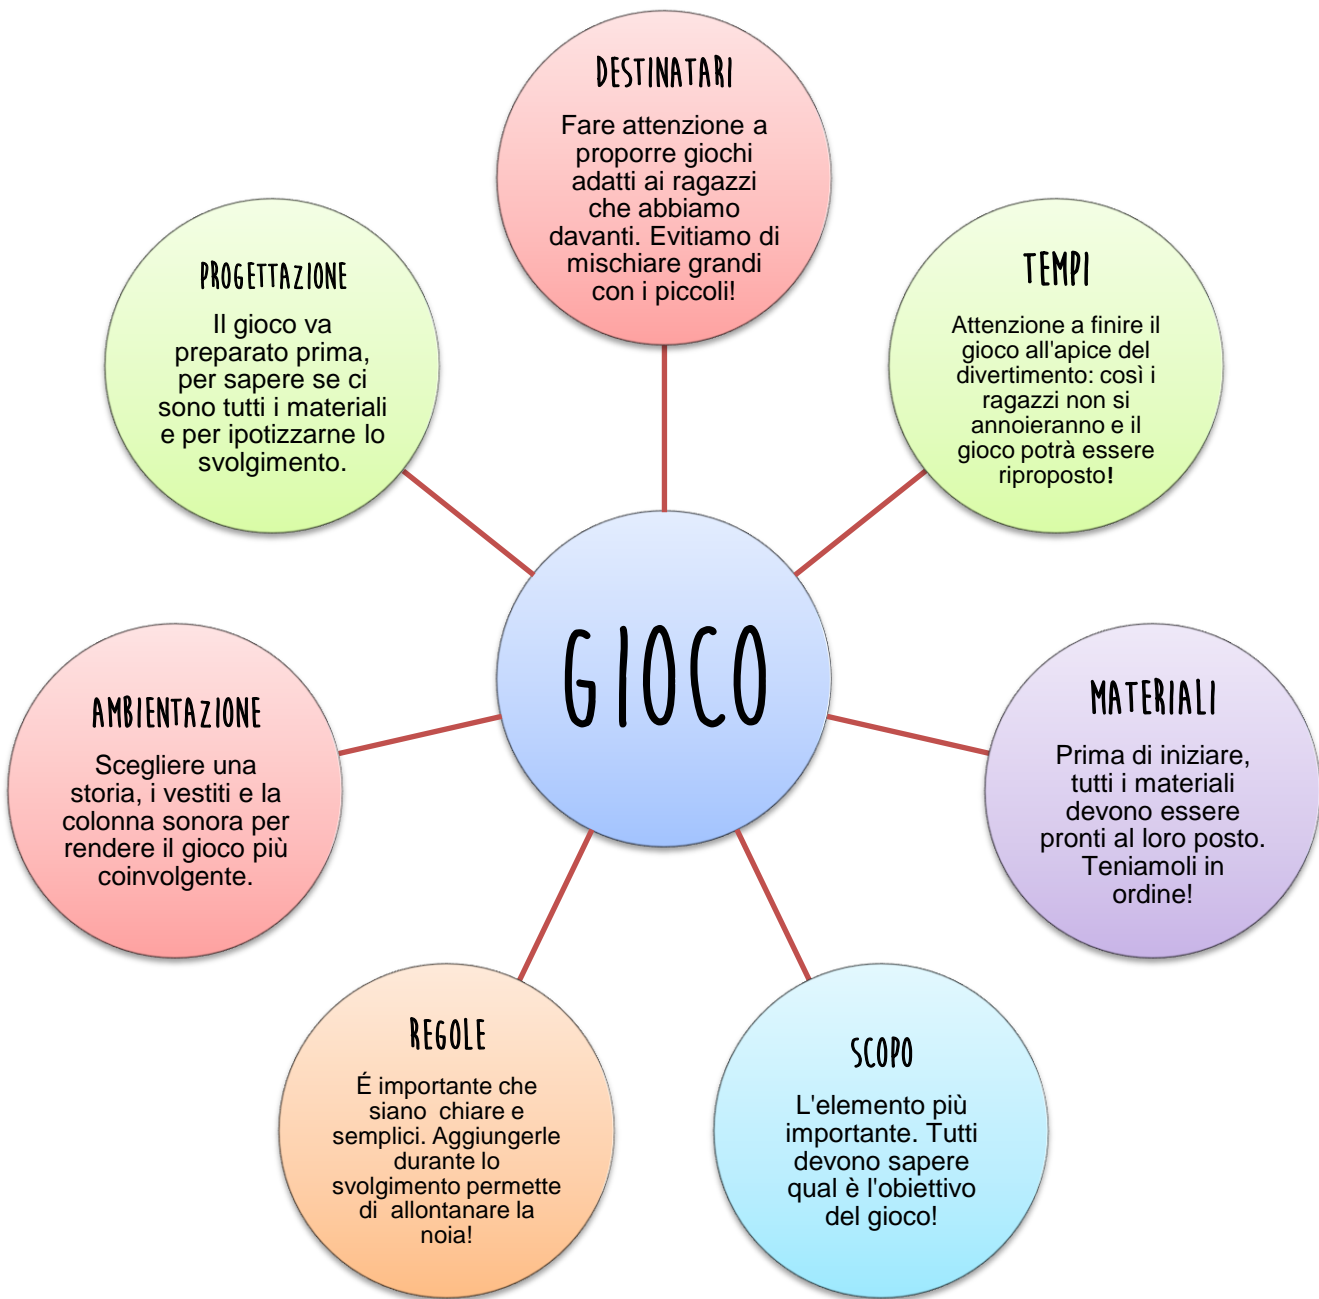 DESTINATARI
Fare attenzione a
proporre giochi
adatti ai ragazzi
che abbiamo
davanti. Evitiamo di
mischiare grandi
con i piccoli!
TEMPI
Attenzione a finire il
gioco all'apice del
divertimento: così i
ragazzi non si
annoieranno e il
gioco potrà essere
riproposto!
MATERIALI
Prima di iniziare,
tutti i materiali
devono essere
pronti al loro posto.
Teniamoli in
ordine!
SCOPO
L'elemento più
importante. Tutti
devono sapere
qual è l'obiettivo
del gioco!
REGOLE
É importante che
siano chiare e
semplici. Aggiungerle
durante lo
svolgimento permette
di allontanare la
noia!
AMBIENTAZIONE
Scegliere una
storia, i vestiti e la
colonna sonora per
rendere il gioco più
coinvolgente.
PROGETTAZIONE
Il gioco va
preparato prima,
per sapere se ci
sono tutti i materiali
e per ipotizzarne lo
svolgimento.
GIOCO